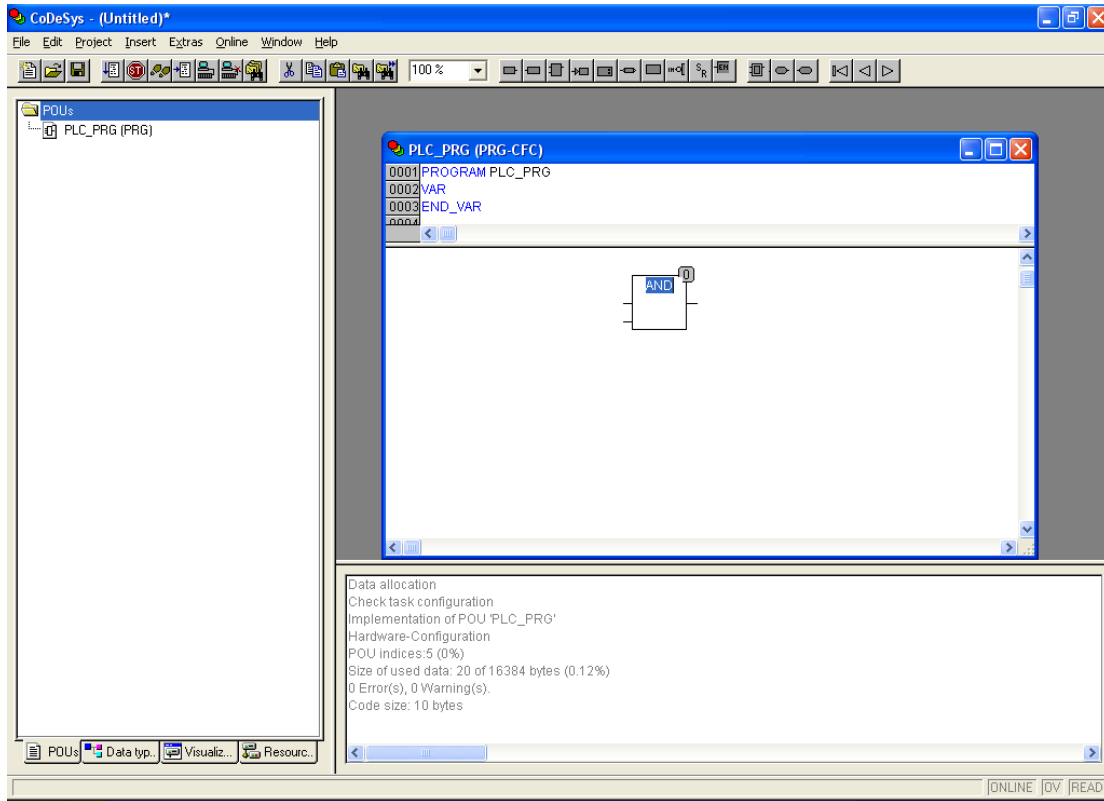 CoDeSys - (Untitled)*
File Edit Project Insert Extras Online Window Help
100 %
POUs
PLC_PRG (PRG)
PLC_PRG (PRG-CFC)
0001 PROGRAM PLC_PRG
0002 VAR
0003 END_VAR
0004
0
AND
Data allocation
Check task configuration
Implementation of POU 'PLC_PRG'
Hardware-Configuration
POU indices:5 (0%)
Size of used data: 20 of 16384 bytes (0.12%)
0 Error(s), 0 Warning(s).
Code size: 10 bytes
POUs Data typ.. Visualiz... Resourc..
ONLINE OV READ